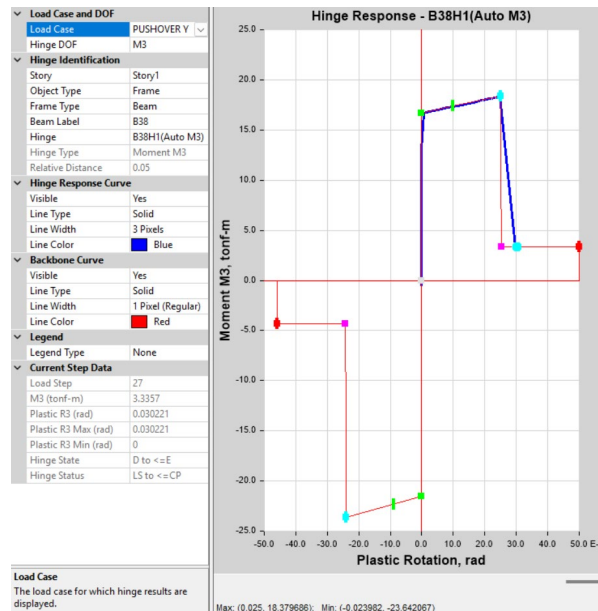 Load Case and DOF
Load Case PUSHOVER Y
Hinge DOF M3
Hinge Identification
Story Story1
Object Type Frame
Frame Type Beam
Beam Label B38
Hinge B38H1(Auto M3)
Hinge Type Moment M3
Relative Distance 0.05
Hinge Response Curve
Visible Yes
Line Type Solid
Line Width 3 Pixels
Line Color Blue
Backbone Curve
Visible Yes
Line Type Solid
Line Width 1 Pixel (Regular)
Line Color Red
Legend
Legend Type None
Current Step Data
Load Step 27
M3 (tonf-m) 3.3357
Plastic R3 (rad) 0.030221
Plastic R3 Max (rad) 0.030221
Plastic R3 Min (rad) 0
Hinge State D to <=E
Hinge Status LS to <=CP
Load Case
The load case for which hinge results are
displayed.
Hinge Response - B38H1(Auto M3)
25.0
20.0
15.0
10.0
5.0
0.0
-5.0
-10.0
-15.0
-20.0
-25.0
Moment M3, tonf-m
-50.0 -40.0 -30.0 -20.0 -10.0 0.0 10.0 20.0 30.0 40.0 50.0 E-
Plastic Rotation, rad
Max: (0.025, 18.379686); Min: (-0.023982, -23.642067)